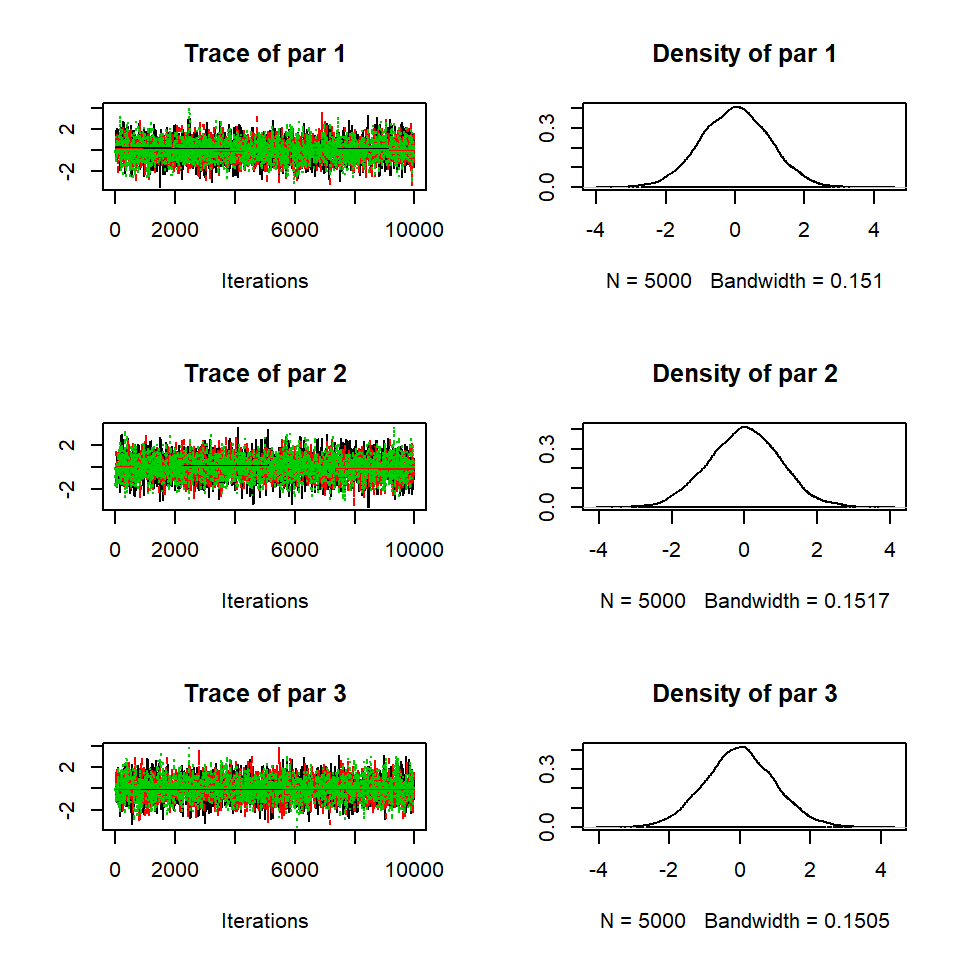 Trace of par 1
2
-2
0 2000 6000 10000
Iterations
Density of par 1
0.3
0.0
-4 -2 0 2 4
N = 5000 Bandwidth = 0.151
Trace of par 2
2
-2
0 2000 6000 10000
Iterations
Density of par 2
0.3
0.0
-4 -2 0 2 4
N = 5000 Bandwidth = 0.1517
Trace of par 3
2
-2
0 2000 6000 10000
Iterations
Density of par 3
0.3
0.0
-4 -2 0 2 4
N = 5000 Bandwidth = 0.1505